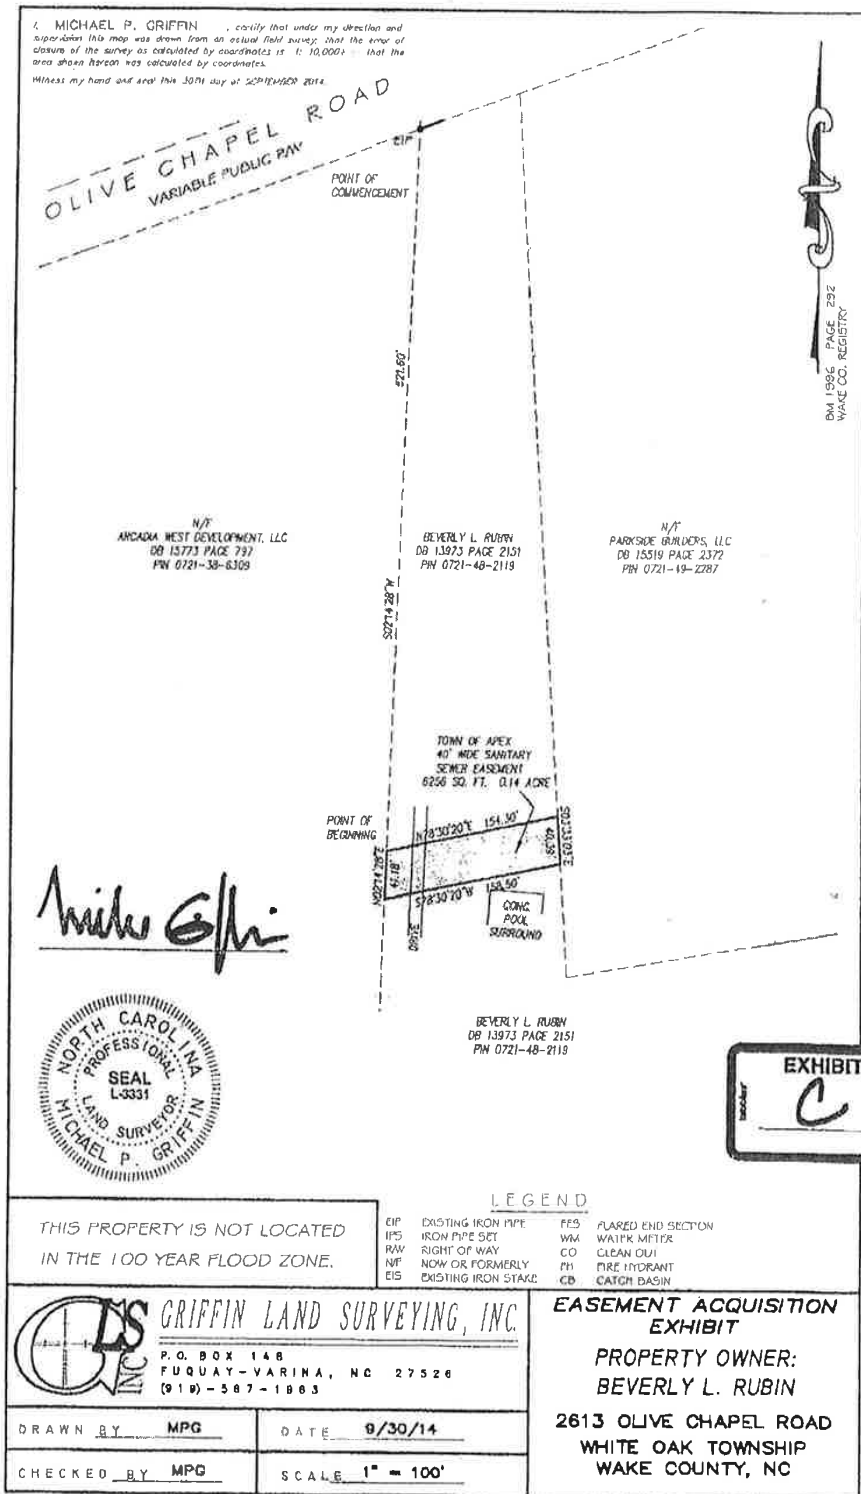 I, MICHAEL P. GRIFFIN , certify that under my direction and
supervision this map was drawn from an actual field survey; that the error of
closure of the survey as calculated by coordinates is 1: 10,000+ that the
area shown hereon was calculated by coordinates.
Witness my hand and seal this 30TH day of SEPTEMBER 2014.
OLIVE CHAPEL ROAD
VARIABLE PUBLIC R/W
EIP
POINT OF
COMMENCEMENT
BM 1996 PAGE 292
WAKE CO. REGISTRY
521.60'
S02°14'28"W
N/F
ARCADIA WEST DEVELOPMENT, LLC
DB 15773 PAGE 797
PIN 0721-38-6309
BEVERLY L. RUBIN
DB 13973 PAGE 2151
PIN 0721-48-2119
N/F
PARKSIDE BUILDERS, LLC
DB 15519 PAGE 2372
PIN 0721-49-2287
TOWN OF APEX
40' WIDE SANITARY
SEWER EASEMENT
6256 SQ. FT. 0.14 ACRE
POINT OF
BEGINNING
N78°30'20"E 154.30'
N02°14'28"E
41.18'
S03°33'03"E
40.39'
S78°30'20"W 158.50'
CONC.
POOL
SURROUND
BEVERLY L. RUBIN
DB 13973 PAGE 2151
PIN 0721-48-2119
NORTH CAROLINA
PROFESSIONAL
SEAL
L-3331
LAND SURVEYOR
MICHAEL P. GRIFFIN
EXHIBIT
C
LEGEND
EIP EXISTING IRON PIPE
IPS IRON PIPE SET
R/W RIGHT OF WAY
N/F NOW OR FORMERLY
EIS EXISTING IRON STAKE
FES FLARED END SECTION
WM WATER METER
CO CLEAN OUT
FH FIRE HYDRANT
CB CATCH BASIN
THIS PROPERTY IS NOT LOCATED
IN THE 100 YEAR FLOOD ZONE.
GLS INC
GRIFFIN LAND SURVEYING, INC.
P.O. BOX 148
FUQUAY-VARINA, NC 27526
(919)-567-1963
DRAWN BY MPG
DATE 9/30/14
CHECKED BY MPG
SCALE 1" = 100'
EASEMENT ACQUISITION
EXHIBIT
PROPERTY OWNER:
BEVERLY L. RUBIN
2613 OLIVE CHAPEL ROAD
WHITE OAK TOWNSHIP
WAKE COUNTY, NC